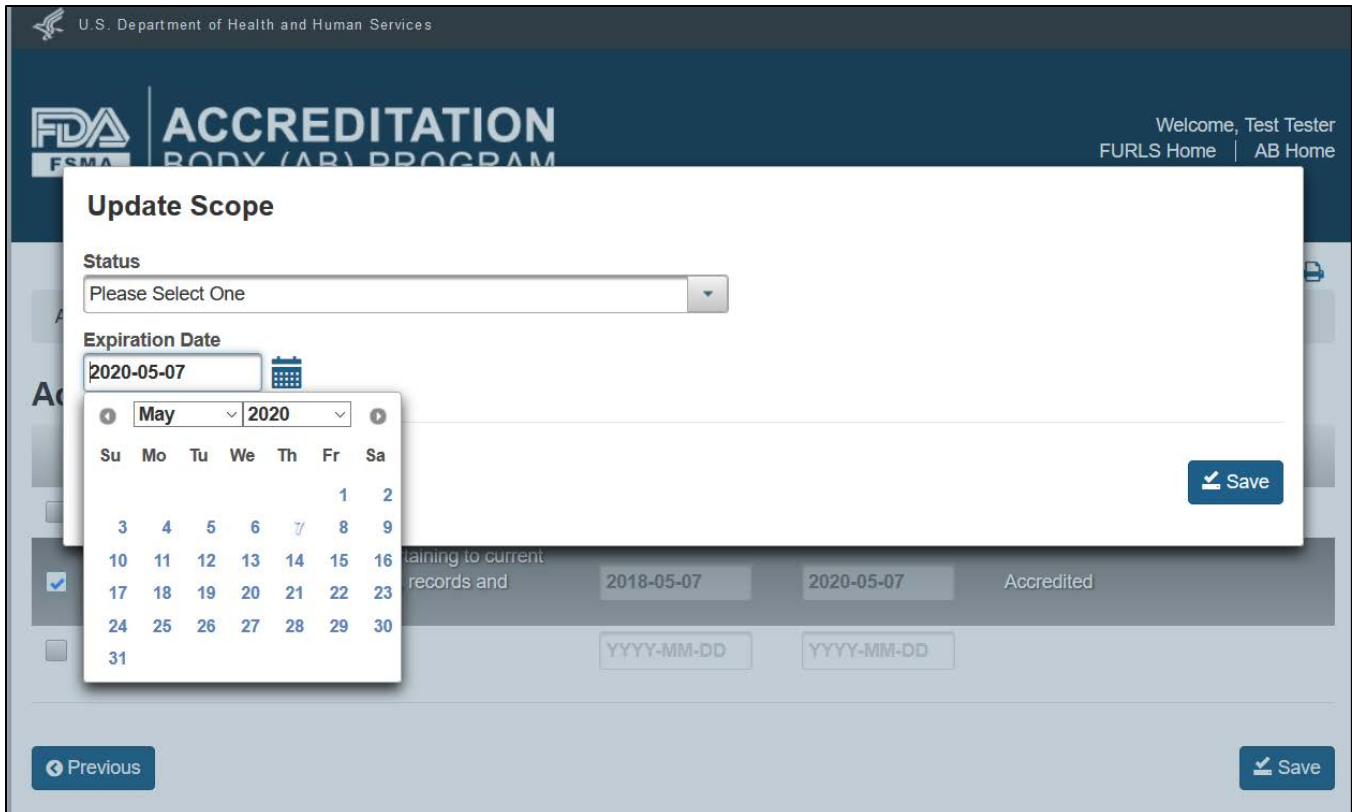 U.S. Department of Health and Human Services
FDA
FSMA
ACCREDITATION
BODY (AB) PROGRAM
Welcome, Test Tester
FURLS Home | AB Home
Update Scope
Status
Please Select One
Expiration Date
2020-05-07
May 2020
Su Mo Tu We Th Fr Sa
1 2
3 4 5 6 7 8 9
10 11 12 13 14 15 16
17 18 19 20 21 22 23
24 25 26 27 28 29 30
31
Save
taining to current
records and
2018-05-07 2020-05-07 Accredited
YYYY-MM-DD YYYY-MM-DD
Previous
Save